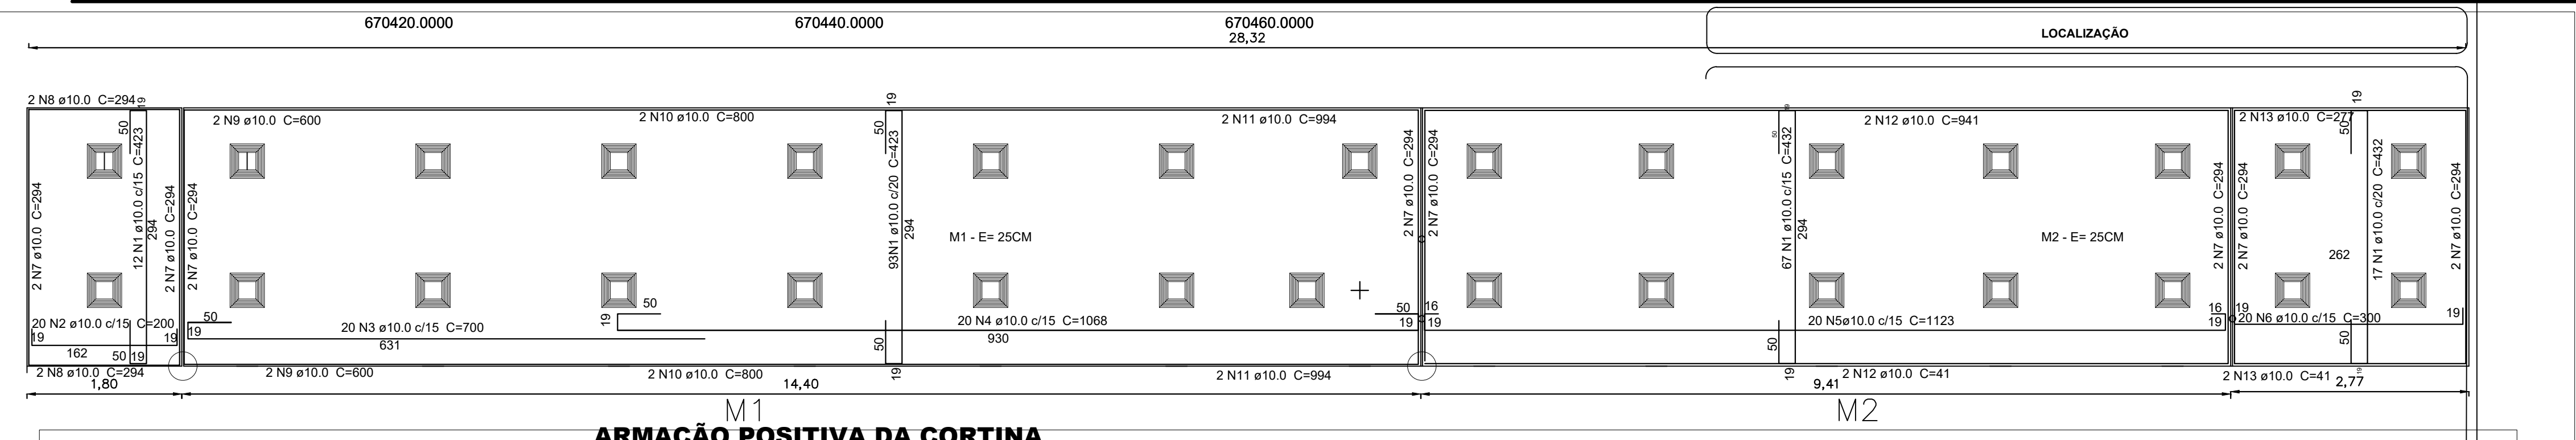 670420.0000
670440.0000
670460.0000
28,32
LOCALIZAÇÃO
2 N8 ø10.0 C=294
19
2 N9 ø10.0 C=600
2 N10 ø10.0 C=800
19
2 N11 ø10.0 C=994
19
2 N12 ø10.0 C=941
2 N13 ø10.0 C=277
19
50
50
50
50
2 N7 ø10.0 C=294
12 N1 ø10.0 c/15 C=423
294
2 N7 ø10.0 C=294
2 N7 ø10.0 C=294
93N1 ø10.0 c/20 C=423
294
M1 - E= 25CM
2 N7 ø10.0 C=294
2 N7 ø10.0 C=294
67 N1 ø10.0 c/15 C=432
294
M2 - E= 25CM
2 N7 ø10.0 C=294
2 N7 ø10.0 C=294
262
17 N1 ø10.0 c/20 C=432
2 N7 ø10.0 C=294
20 N2 ø10.0 c/15 C=200
19
19
162
50
19
50
19
20 N3 ø10.0 c/15 C=700
631
50
19
50
20 N4 ø10.0 c/15 C=1068
930
50
19
16
19
50
20 N5ø10.0 c/15 C=1123
16
19
19
20 N6 ø10.0 c/15 C=300
19
50
2 N8 ø10.0 C=294
2 N9 ø10.0 C=600
2 N10 ø10.0 C=800
19
2 N11 ø10.0 C=994
19
2 N12 ø10.0 C=41
2 N13 ø10.0 C=41
19
1,80
14,40
9,41
2,77
M1
M2
ARMAÇÃO POSITIVA DA CORTINA